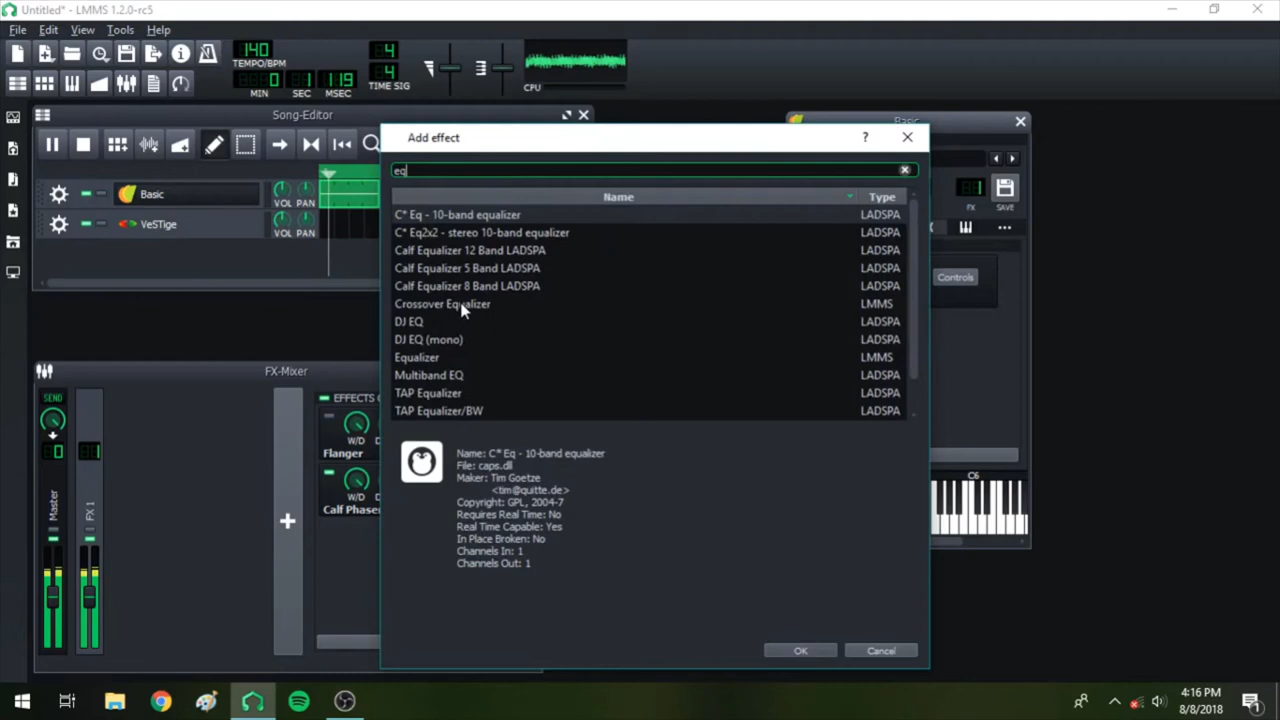 Untitled* - LMMS 1.2.0-rc5
File Edit View Tools Help
140
TEMPO/BPM
0 1 119
MIN SEC MSEC
4
4
TIME SIG
CPU
Song-Editor
Basic
VOL PAN
VeSTige
VOL PAN
Basic
1
FX
SAVE
Controls
C6
FX-Mixer
SEND
0
1
Master
FX 1
EFFECTS C
W/D D
Flanger
W/D D
Calf Phaser
Add effect
?
eq
Name Type
C* Eq - 10-band equalizer LADSPA
C* Eq2x2 - stereo 10-band equalizer LADSPA
Calf Equalizer 12 Band LADSPA LADSPA
Calf Equalizer 5 Band LADSPA LADSPA
Calf Equalizer 8 Band LADSPA LADSPA
Crossover Equalizer LMMS
DJ EQ LADSPA
DJ EQ (mono) LADSPA
Equalizer LMMS
Multiband EQ LADSPA
TAP Equalizer LADSPA
TAP Equalizer/BW LADSPA
Name: C* Eq - 10-band equalizer
File: caps.dll
Maker: Tim Goetze
<tim@quitte.de>
Copyright: GPL, 2004-7
Requires Real Time: No
Real Time Capable: Yes
In Place Broken: No
Channels In: 1
Channels Out: 1
OK Cancel
4:16 PM
8/8/2018
1